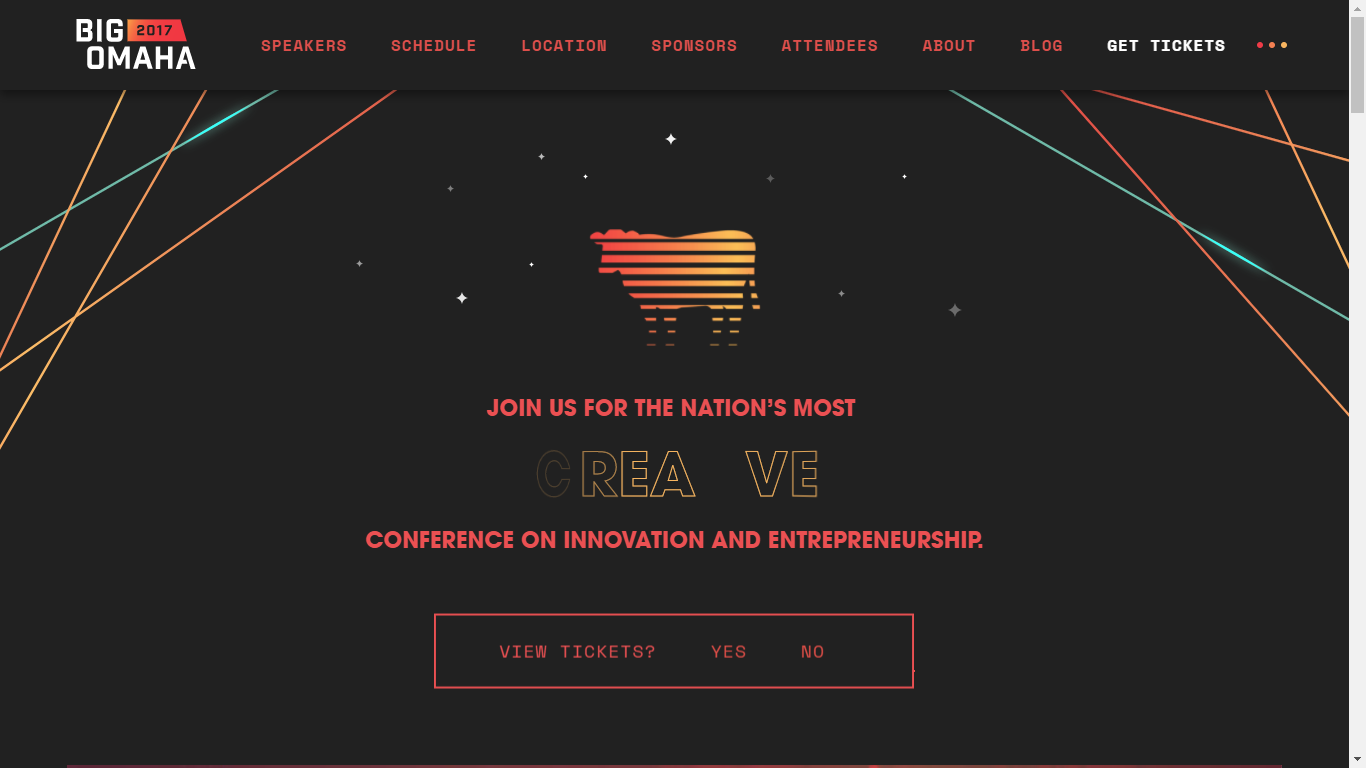 BIG 2017
OMAHA
SPEAKERS SCHEDULE LOCATION SPONSORS ATTENDEES ABOUT BLOG GET TICKETS
JOIN US FOR THE NATION’S MOST
CREA VE
CONFERENCE ON INNOVATION AND ENTREPRENEURSHIP.
VIEW TICKETS? YES NO